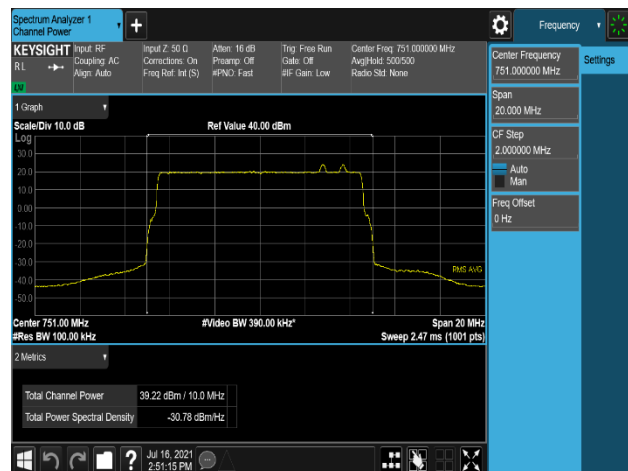 Spectrum Analyzer 1
Channel Power
+
Frequency
KEYSIGHT
RL
Input: RF
Coupling: AC
Align: Auto
Input Z: 50 Ω
Corrections: On
Freq Ref: Int (S)
Atten: 16 dB
Preamp: Off
#PNO: Fast
Trig: Free Run
Gate: Off
#IF Gain: Low
Center Freq: 751.000000 MHz
Avg|Hold: 500/500
Radio Std: None
1 Graph
Scale/Div 10.0 dB
Ref Value 40.00 dBm
Log
30.0
20.0
10.0
0.00
-10.0
-20.0
-30.0
-40.0
-50.0
RMS AVG
Center 751.00 MHz
#Video BW 390.00 kHz*
Span 20 MHz
#Res BW 100.00 kHz
Sweep 2.47 ms (1001 pts)
2 Metrics
Total Channel Power 39.22 dBm / 10.0 MHz
Total Power Spectral Density -30.78 dBm/Hz
?
Jul 16, 2021
2:51:15 PM
Center Frequency
751.000000 MHz
Settings
Span
20.000 MHz
CF Step
2.000000 MHz
Auto
Man
Freq Offset
0 Hz